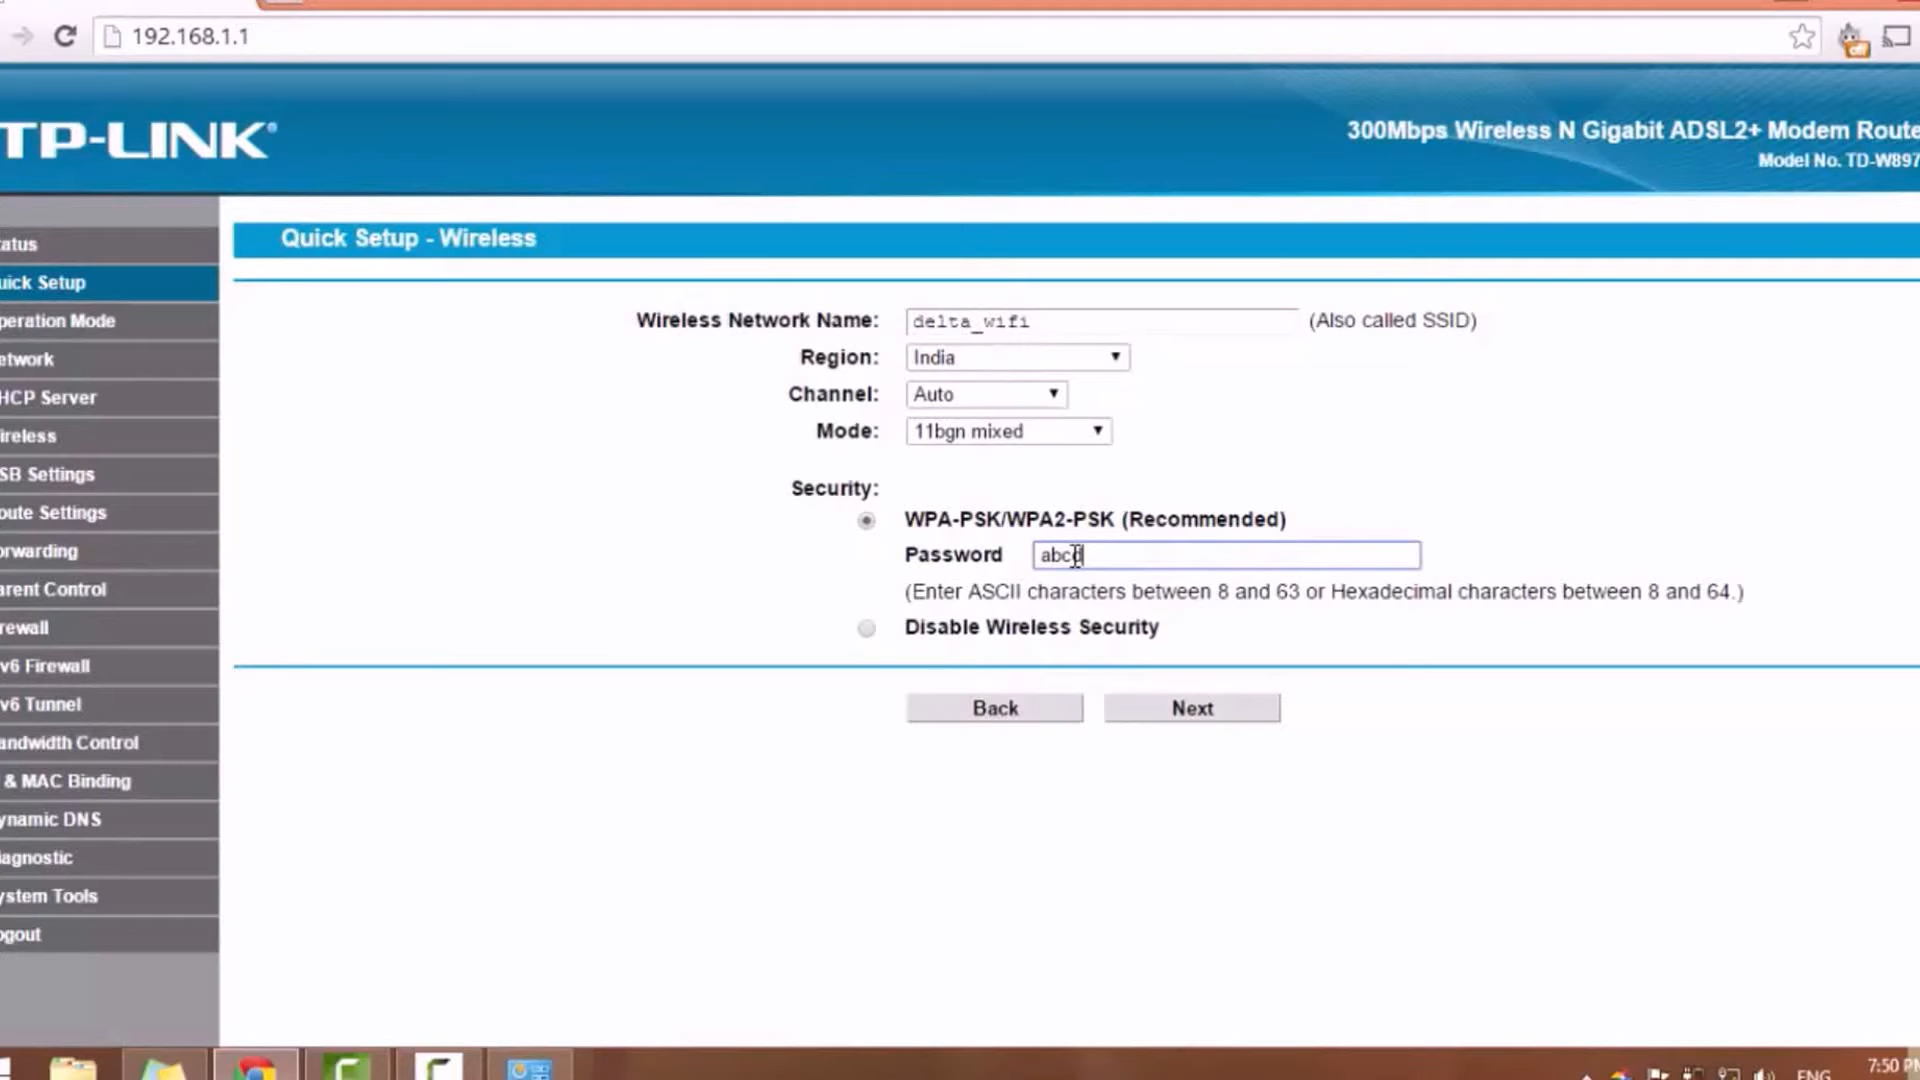 192.168.1.1
TP-LINK
300Mbps Wireless N Gigabit ADSL2+ Modem Route
Model No. TD-W897
atus
uick Setup
peration Mode
etwork
HCP Server
ireless
SB Settings
oute Settings
orwarding
arent Control
rewall
v6 Firewall
v6 Tunnel
andwidth Control
& MAC Binding
ynamic DNS
iagnostic
ystem Tools
ogout
Quick Setup - Wireless
Wireless Network Name: delta_wifi (Also called SSID)
Region: India
Channel: Auto
Mode: 11bgn mixed
Security:
WPA-PSK/WPA2-PSK (Recommended)
Password abcd
(Enter ASCII characters between 8 and 63 or Hexadecimal characters between 8 and 64.)
Disable Wireless Security
Back Next
ENG 7:50 PM